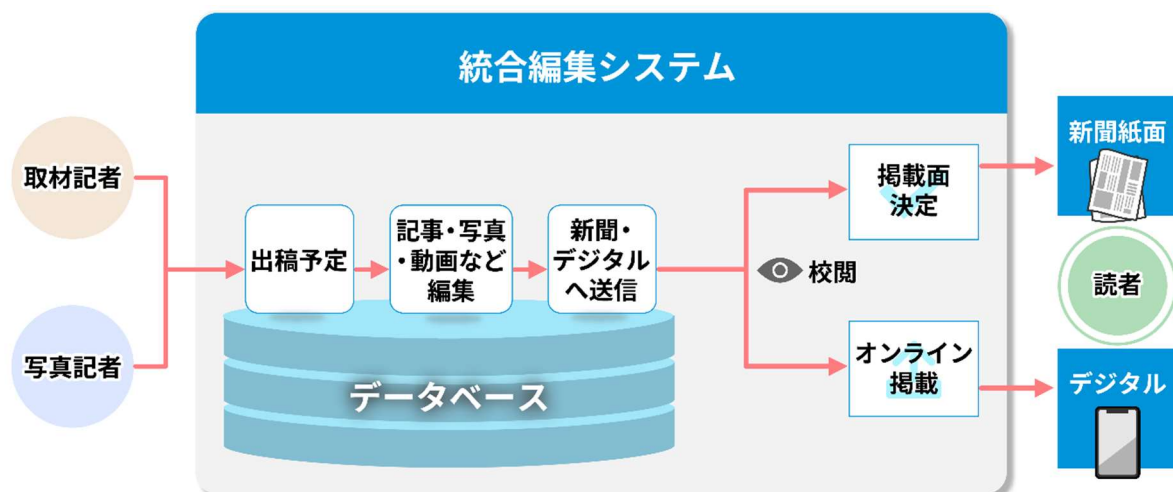 統合編集システム
取材記者
写真記者
出稿予定
記事・写真
・動画など
編集
新聞・
デジタル
へ送信
データベース
校閲
掲載面
決定
オンライン
掲載
新聞紙面
読者
デジタル